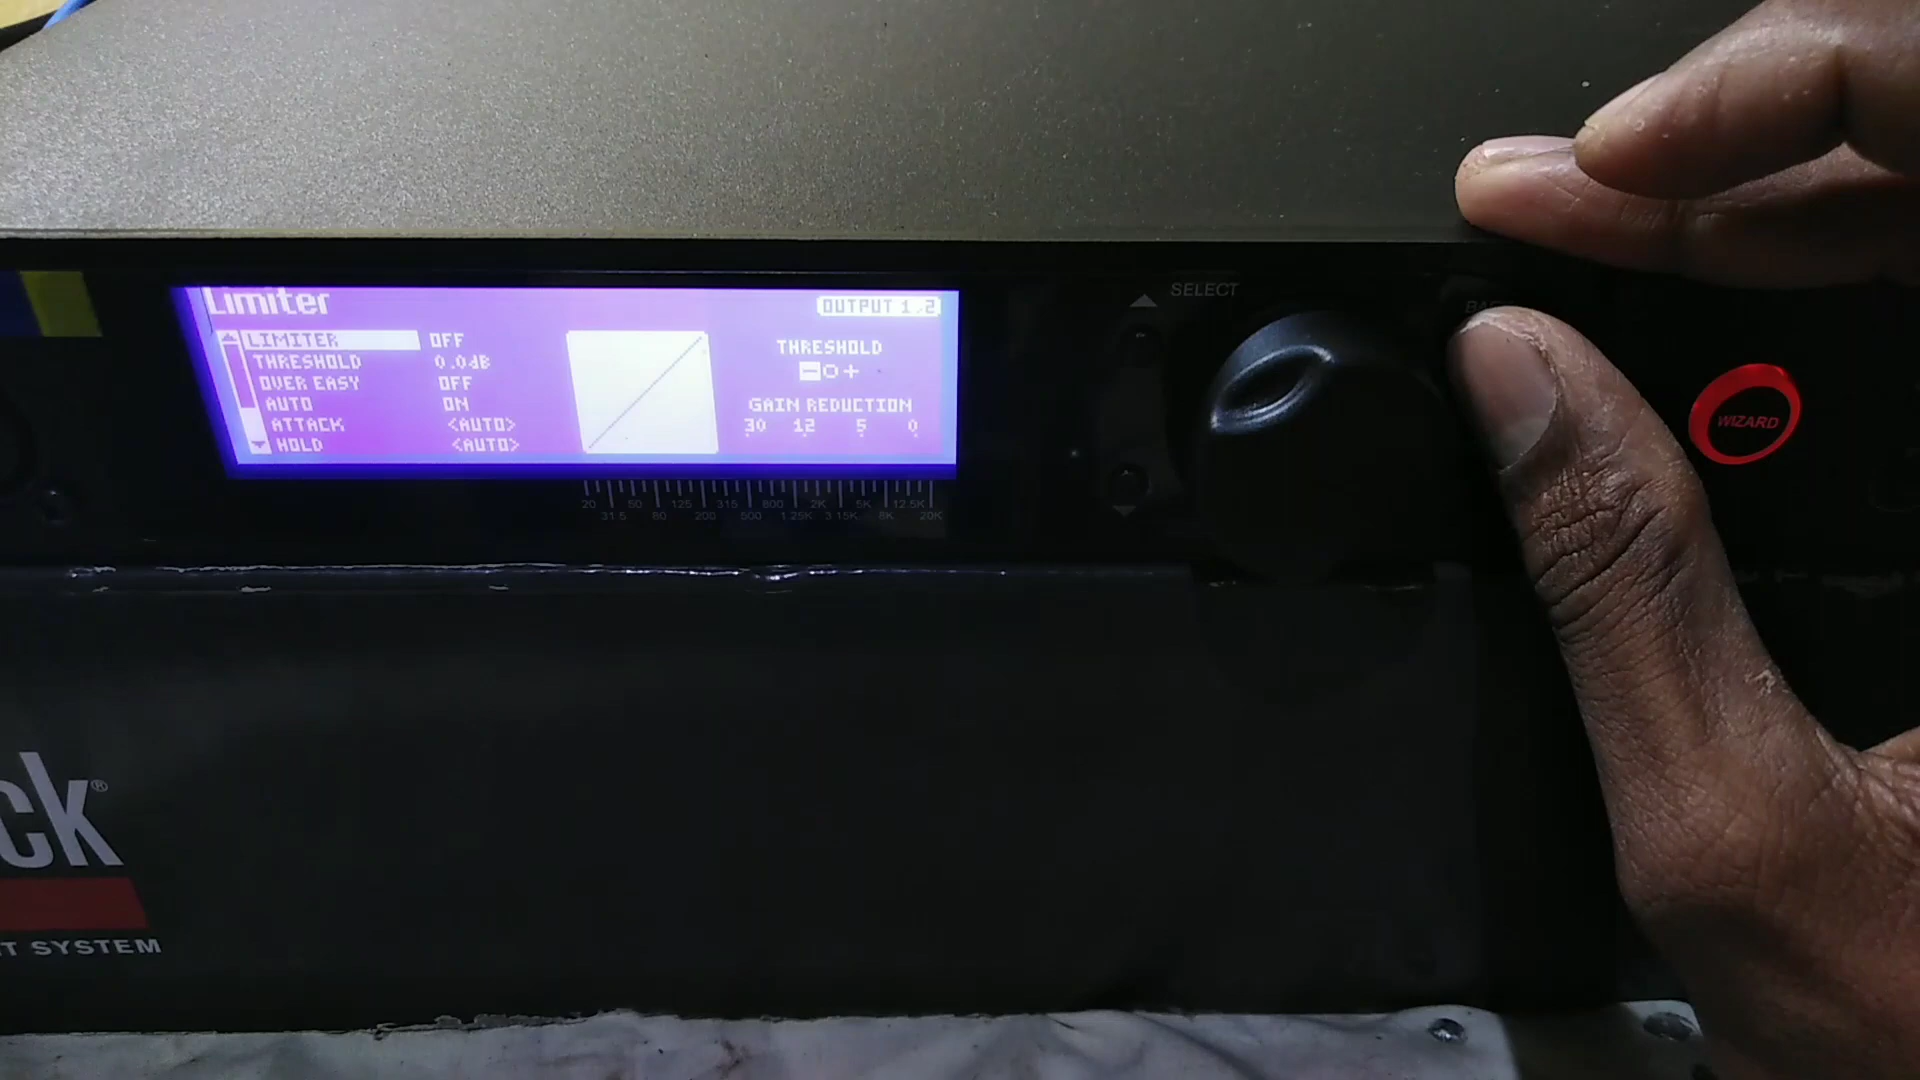 Limiter
OUTPUT 1/2
LIMITER OFF
THRESHOLD 0.0dB
OVER EASY OFF
AUTO ON
ATTACK <AUTO>
HOLD <AUTO>
THRESHOLD
- O +
GAIN REDUCTION
30 12 5 0
20 50 125 315 800 2K 5K 12.5K
31.5 80 200 500 1.25K 3.15K 8K 20K
SELECT
WIZARD
ck®
T SYSTEM